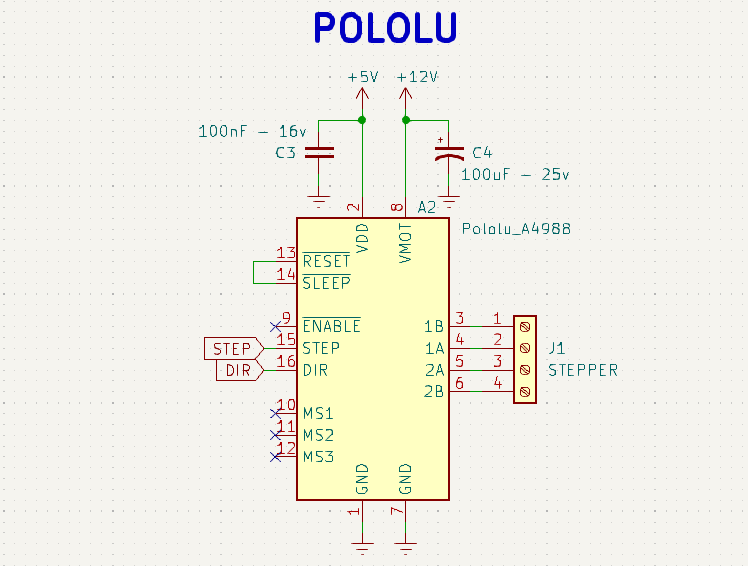 POLOLU
+5V +12V
100nF - 16v
C3
C4
100uF - 25v
2 8 A2
VDD VMOT
Pololu_A4988
13 RESET
14 SLEEP
9 ENABLE 1B 3 1
STEP 15 STEP 1A 4 2 J1
DIR 16 DIR 2A 5 3 STEPPER
2B 6 4
10 MS1
11 MS2
12 MS3
GND GND
1 7